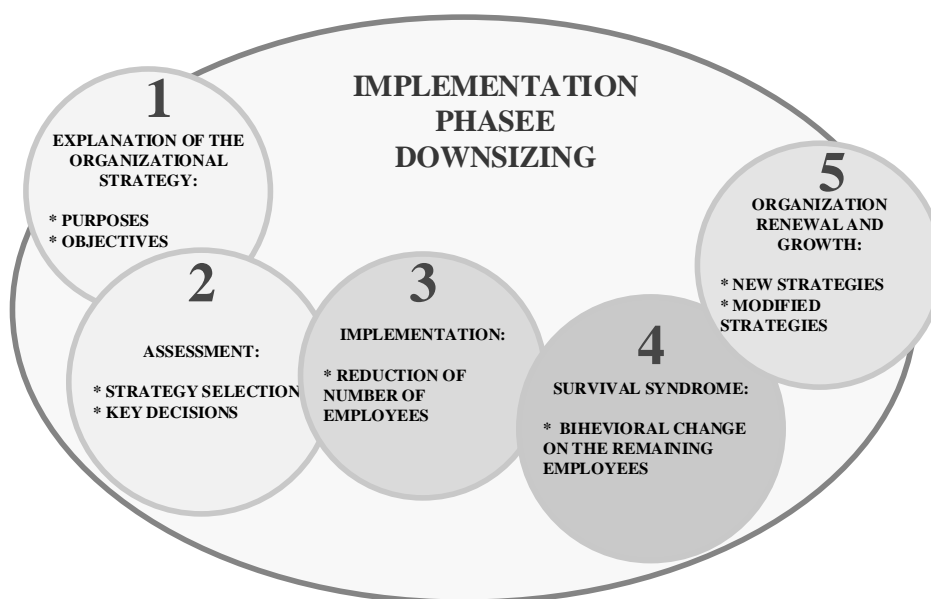 IMPLEMENTATION
PHASEE
DOWNSIZING
1
EXPLANATION OF THE
ORGANIZATIONAL
STRATEGY:
* PURPOSES
* OBJECTIVES
2
ASSESSMENT:
* STRATEGY SELECTION
* KEY DECISIONS
3
IMPLEMENTATION:
* REDUCTION OF
NUMBER OF
EMPLOYEES
4
SURVIVAL SYNDROME:
* BIHEVIORAL CHANGE
ON THE REMAINING
EMPLOYEES
5
ORGANIZATION
RENEWAL AND
GROWTH:
* NEW STRATEGIES
* MODIFIED
STRATEGIES